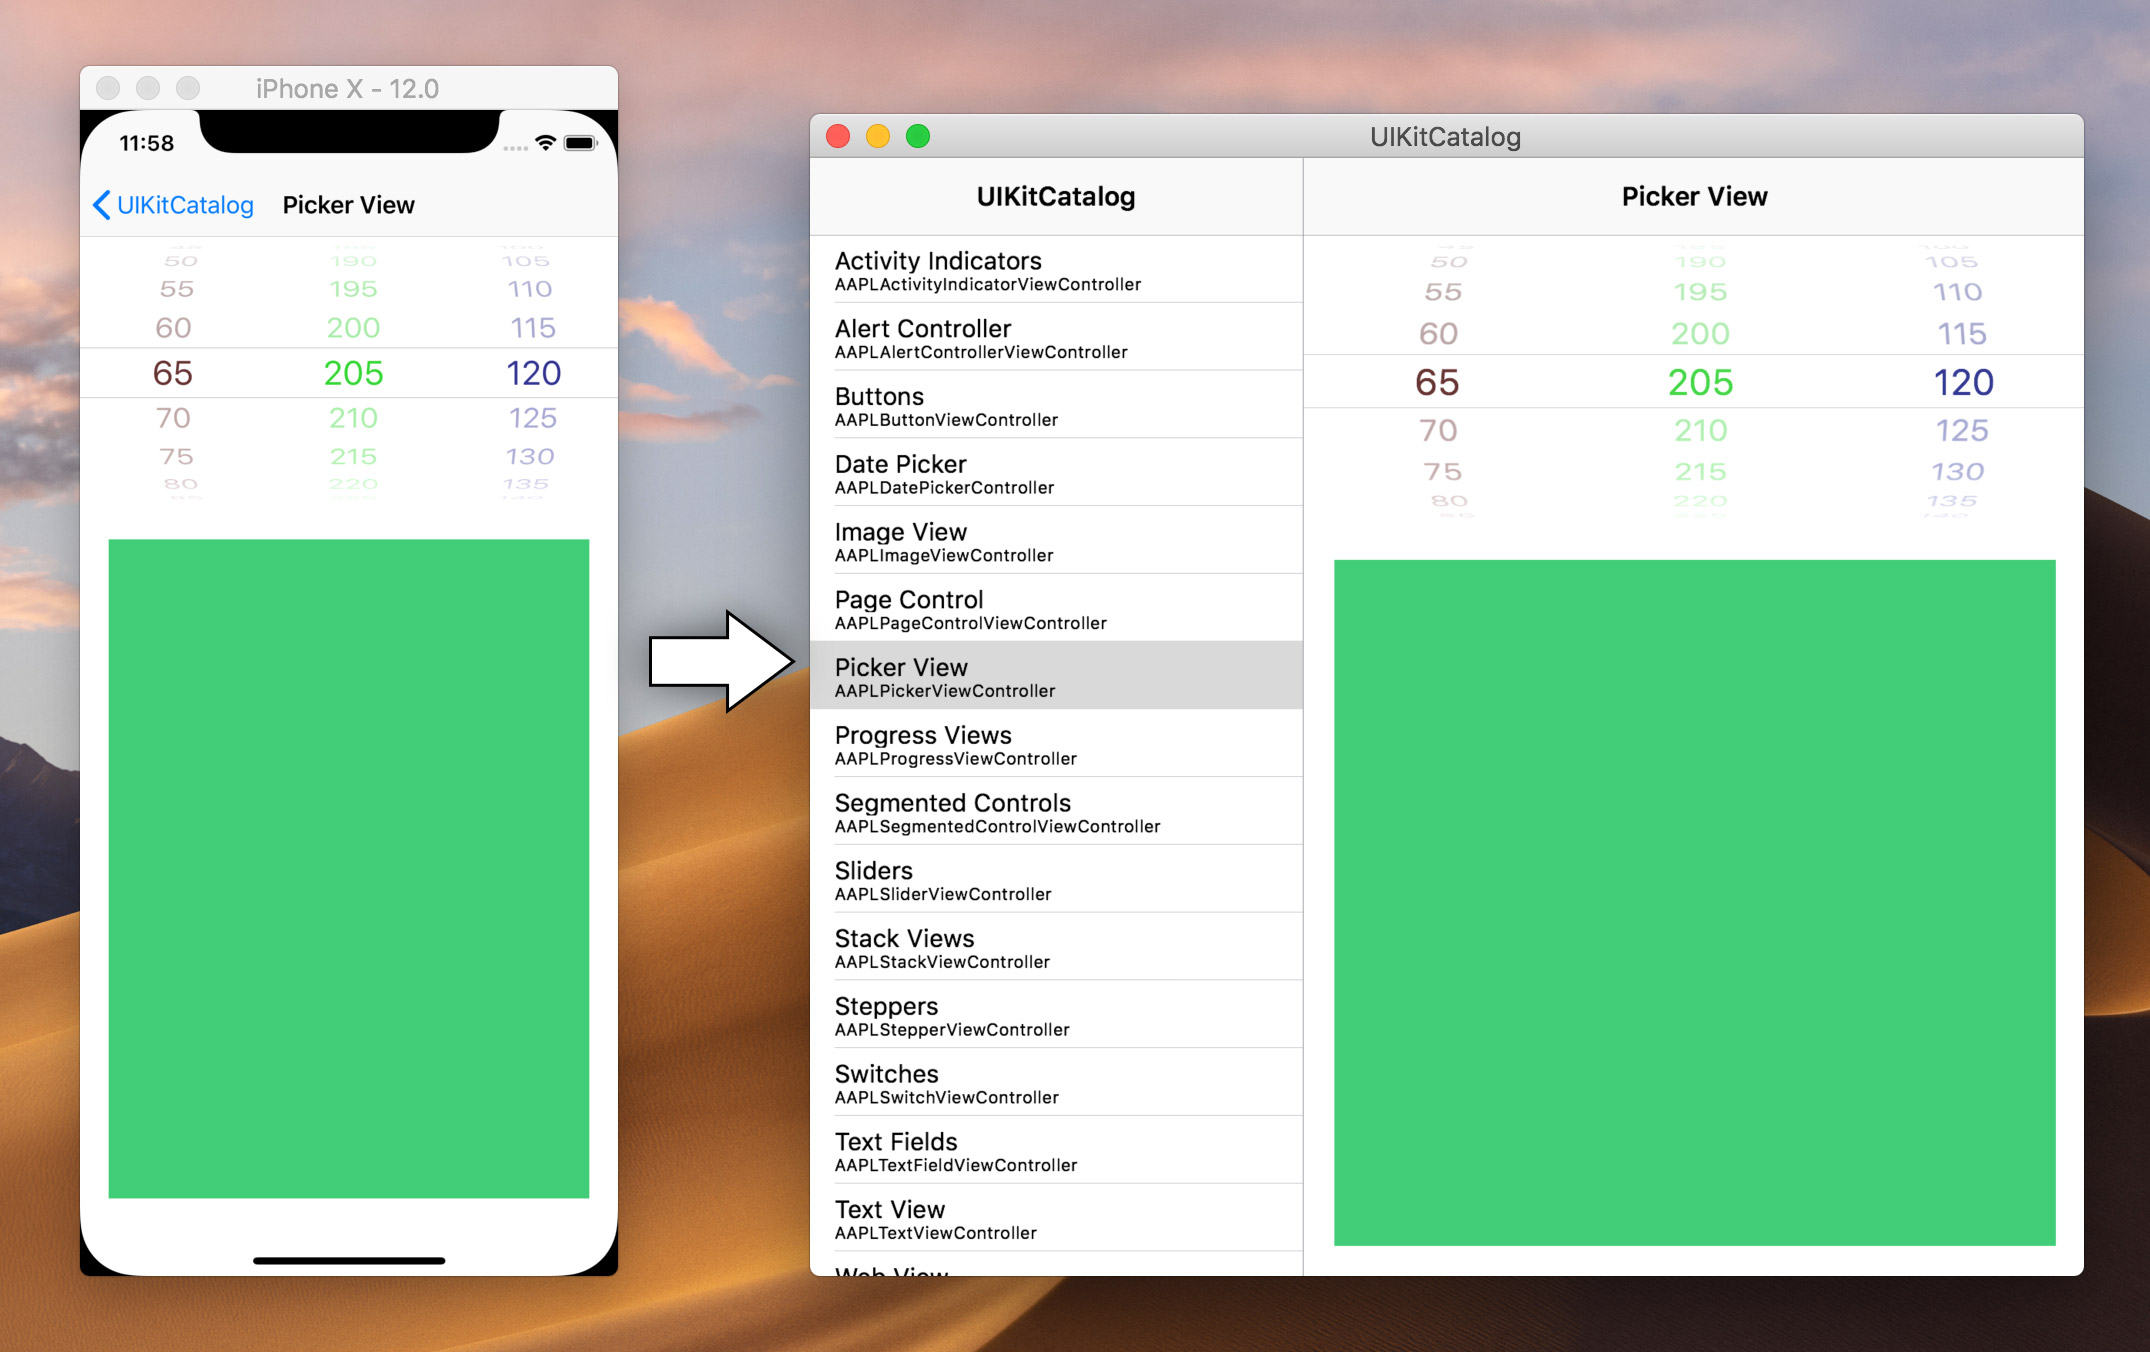 iPhone X - 12.0
11:58
UIKitCatalog Picker View
50 190 105
55 195 110
60 200 115
65 205 120
70 210 125
75 215 130
80 220 135
UIKitCatalog
UIKitCatalog
Activity Indicators
AAPLActivityIndicatorViewController
Alert Controller
AAPLAlertControllerViewController
Buttons
AAPLButtonViewController
Date Picker
AAPLDatePickerController
Image View
AAPLImageViewController
Page Control
AAPLPageControlViewController
Picker View
AAPLPickerViewController
Progress Views
AAPLProgressViewController
Segmented Controls
AAPLSegmentedControlViewController
Sliders
AAPLSliderViewController
Stack Views
AAPLStackViewController
Steppers
AAPLStepperViewController
Switches
AAPLSwitchViewController
Text Fields
AAPLTextFieldViewController
Text View
AAPLTextViewController
Web View
Picker View
50 190 105
55 195 110
60 200 115
65 205 120
70 210 125
75 215 130
80 220 135